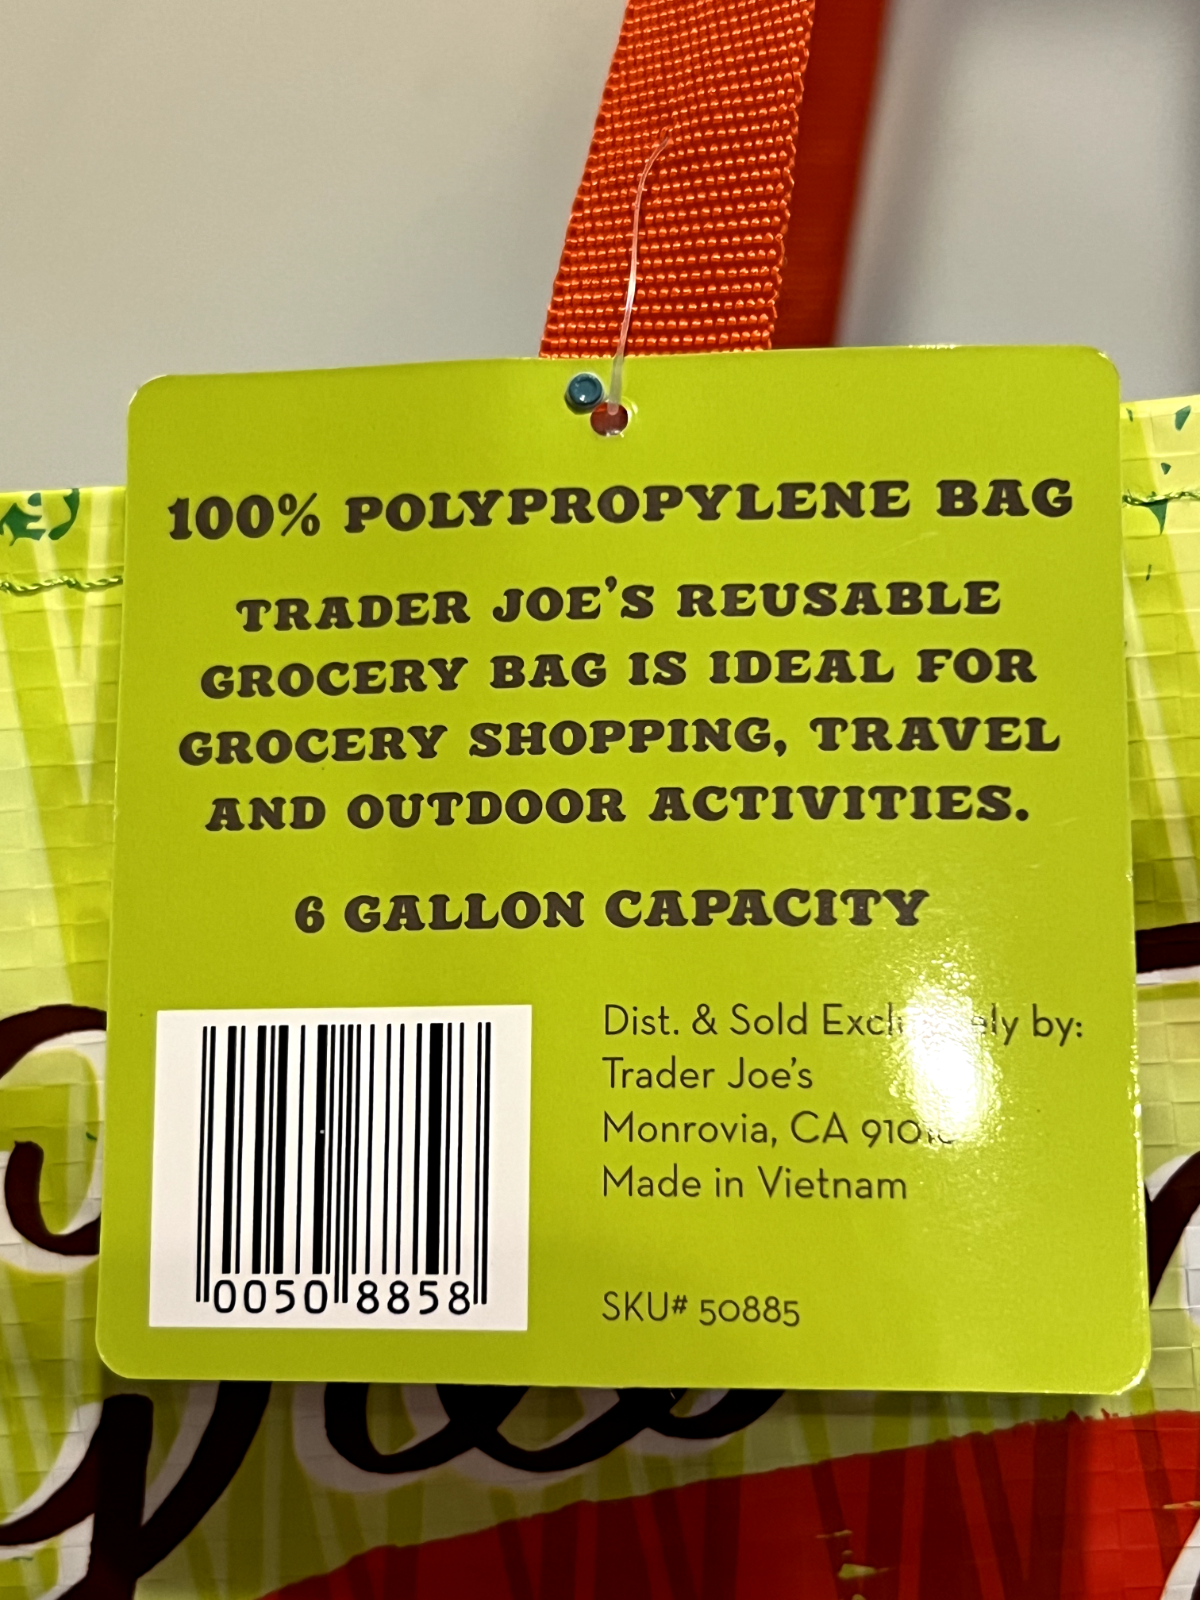 100% POLYPROPYLENE BAG
TRADER JOE'S REUSABLE
GROCERY BAG IS IDEAL FOR
GROCERY SHOPPING, TRAVEL
AND OUTDOOR ACTIVITIES.
6 GALLON CAPACITY
Dist. & Sold by:
Trader Joe's
Monrovia, CA
Made in Vietnam
SKU# 50885
0050 8858